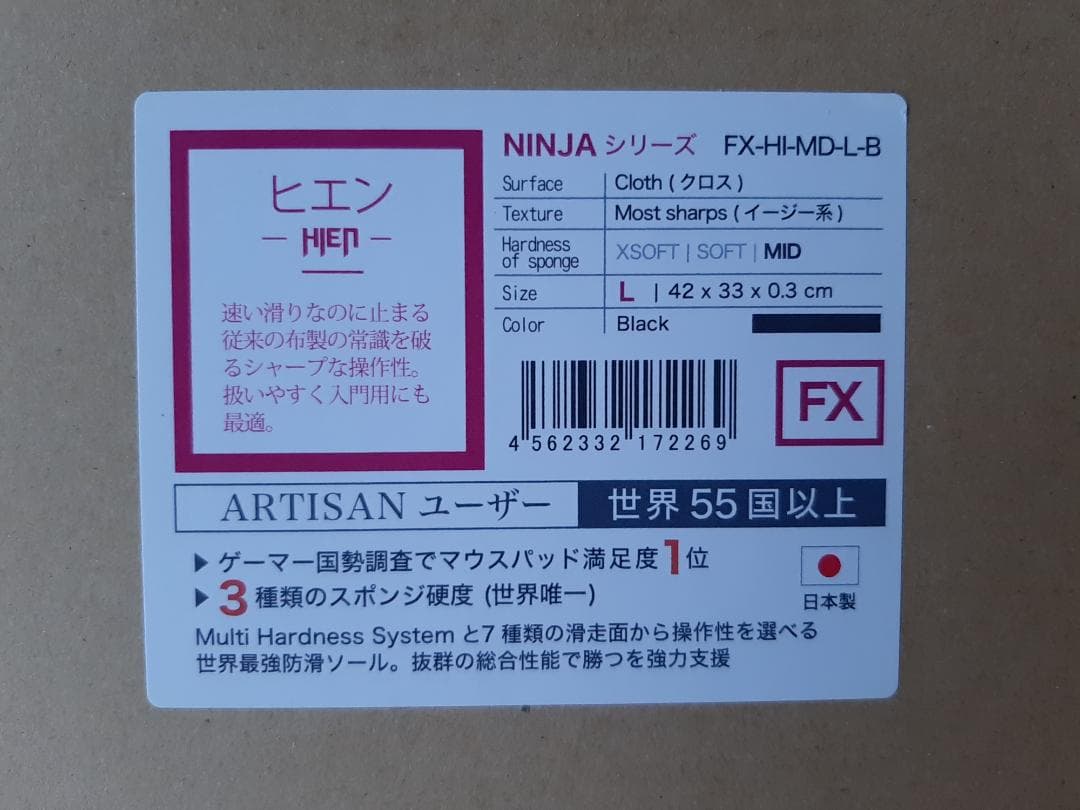 ヒエン
HIEN
速い滑りなのに止まる
従来の布製の常識を破
るシャープな操作性。
扱いやすく入門用にも
最適。
NINJA シリーズ FX-HI-MD-L-B
Surface Cloth (クロス)
Texture Most sharps (イージー系)
Hardness
of sponge XSOFT | SOFT | MID
Size L | 42 x 33 x 0.3 cm
Color Black
4 562332 172269
FX
ARTISAN ユーザー 世界 55 国以上
▶ ゲーマー国勢調査でマウスパッド満足度 1 位
▶ 3 種類のスポンジ硬度 (世界唯一)
日本製
Multi Hardness System と7 種類の滑走面から操作性を選べる
世界最強防滑ソール。抜群の総合性能で勝つを強力支援